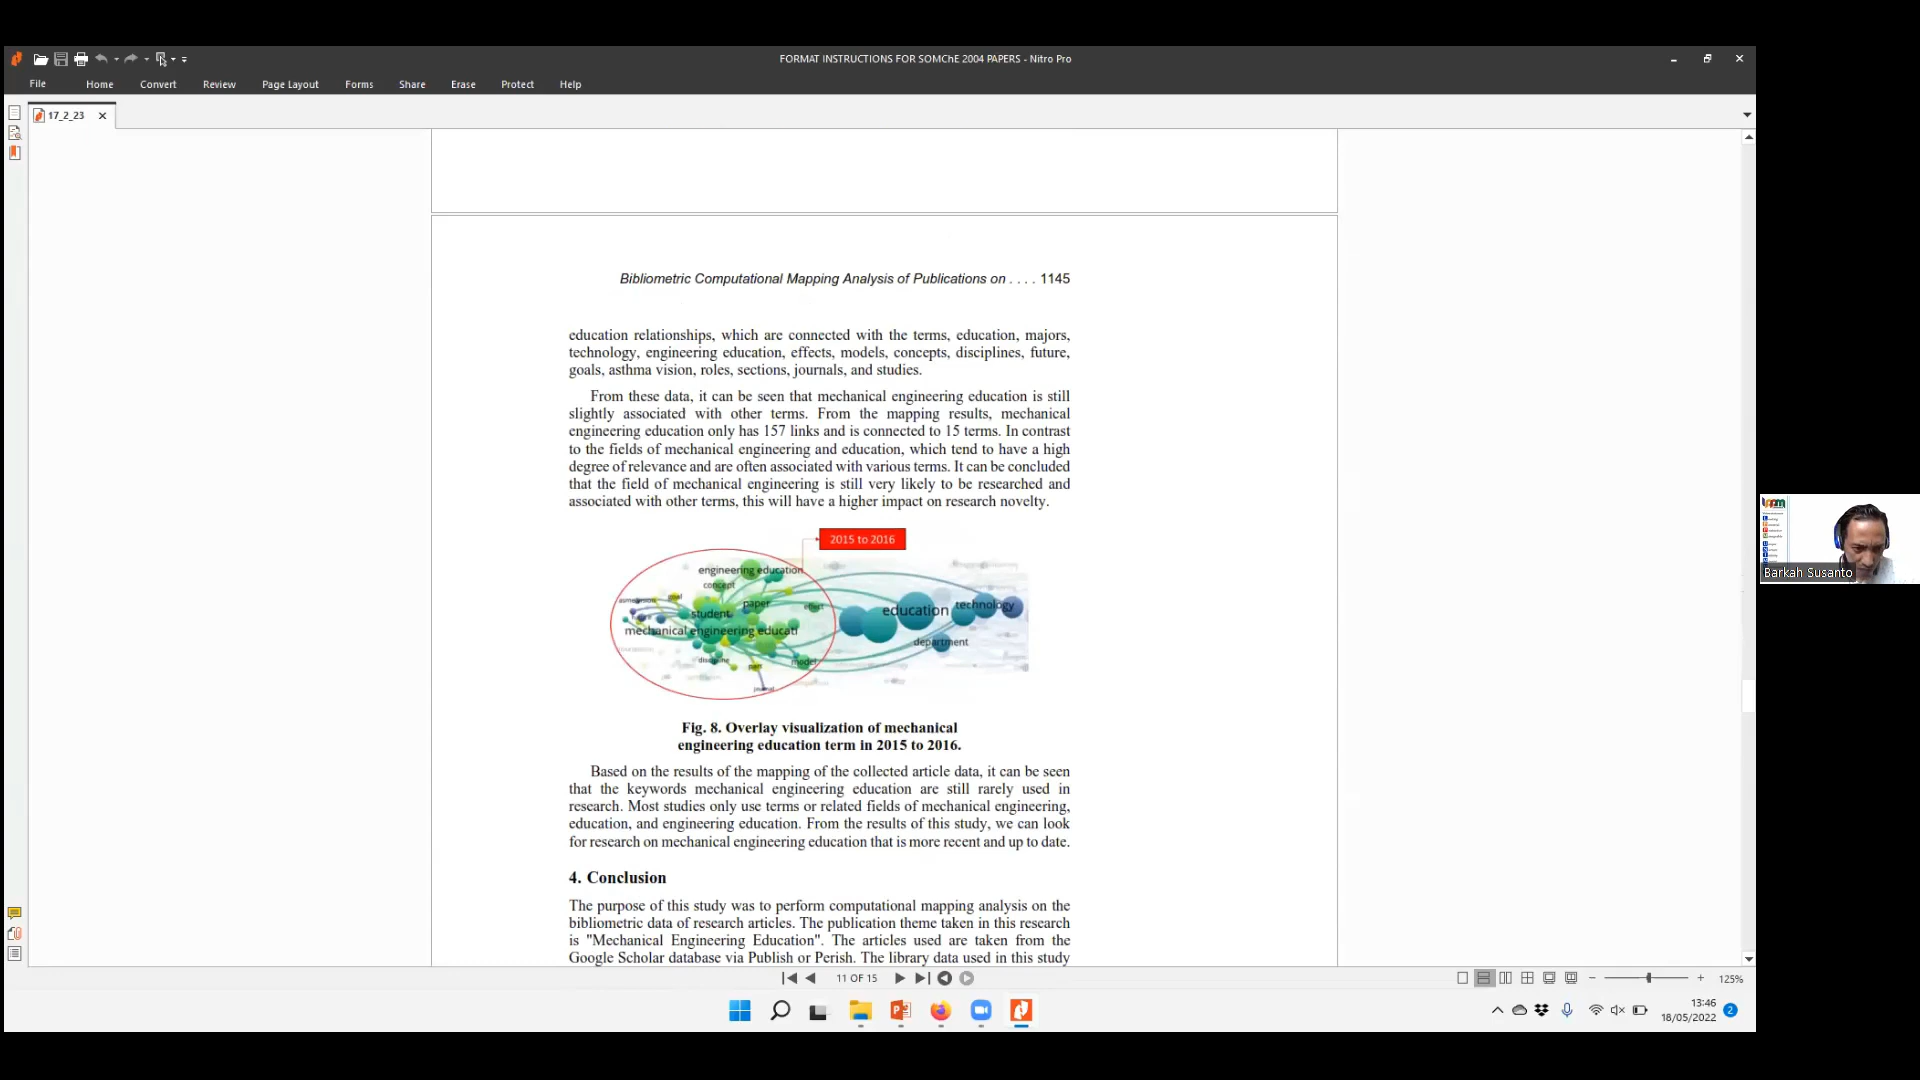 FORMAT INSTRUCTIONS FOR SOMChE 2004 PAPERS - Nitro Pro
File Home Convert Review Page Layout Forms Share Erase Protect Help
17_2_23
Bibliometric Computational Mapping Analysis of Publications on . . . . 1145
education relationships, which are connected with the terms, education, majors,
technology, engineering education, effects, models, concepts, disciplines, future,
goals, asthma vision, roles, sections, journals, and studies.
From these data, it can be seen that mechanical engineering education is still
slightly associated with other terms. From the mapping results, mechanical
engineering education only has 157 links and is connected to 15 terms. In contrast
to the fields of mechanical engineering and education, which tend to have a high
degree of relevance and are often associated with various terms. It can be concluded
that the field of mechanical engineering is still very likely to be researched and
associated with other terms, this will have a higher impact on research novelty.
2015 to 2016
engineering education
concept
goal
paper
effect
student
mechanical engineering educati
discipline
part
model
journal
education
technology
department
Fig. 8. Overlay visualization of mechanical
engineering education term in 2015 to 2016.
Based on the results of the mapping of the collected article data, it can be seen
that the keywords mechanical engineering education are still rarely used in
research. Most studies only use terms or related fields of mechanical engineering,
education, and engineering education. From the results of this study, we can look
for research on mechanical engineering education that is more recent and up to date.
4. Conclusion
The purpose of this study was to perform computational mapping analysis on the
bibliometric data of research articles. The publication theme taken in this research
is "Mechanical Engineering Education". The articles used are taken from the
Google Scholar database via Publish or Perish. The library data used in this study
Barkah Susanto
11 OF 15
125%
13:46
18/05/2022
2